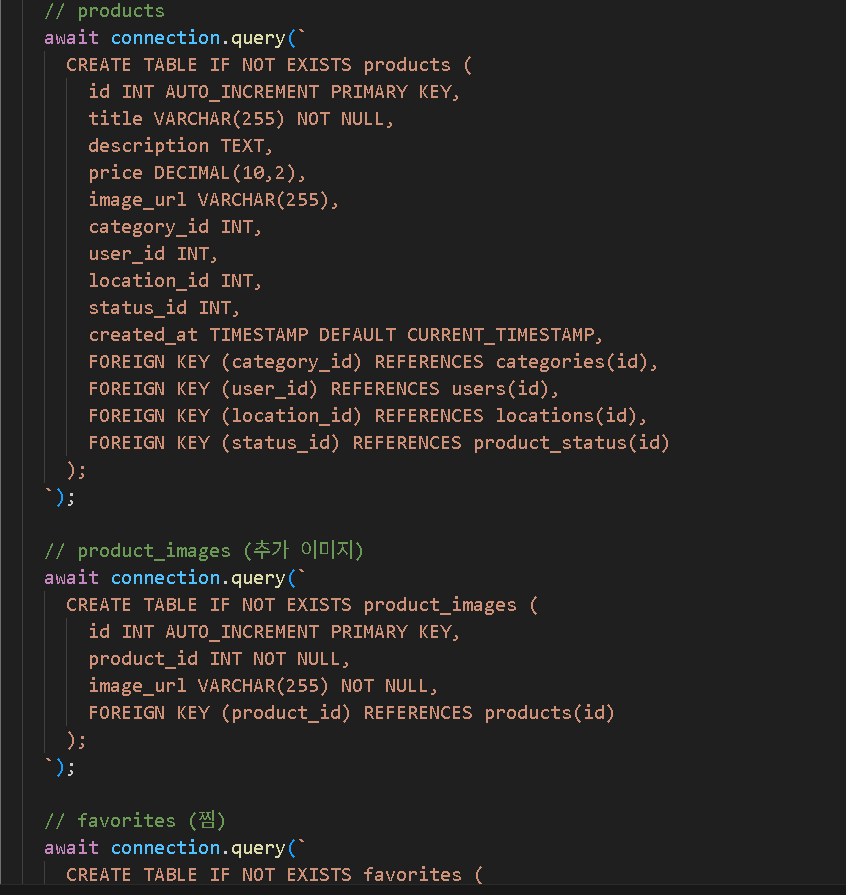 // products
await connection.query(`
CREATE TABLE IF NOT EXISTS products (
id INT AUTO_INCREMENT PRIMARY KEY,
title VARCHAR(255) NOT NULL,
description TEXT,
price DECIMAL(10,2),
image_url VARCHAR(255),
category_id INT,
user_id INT,
location_id INT,
status_id INT,
created_at TIMESTAMP DEFAULT CURRENT_TIMESTAMP,
FOREIGN KEY (category_id) REFERENCES categories(id),
FOREIGN KEY (user_id) REFERENCES users(id),
FOREIGN KEY (location_id) REFERENCES locations(id),
FOREIGN KEY (status_id) REFERENCES product_status(id)
);
`);
// product_images (추가 이미지)
await connection.query(`
CREATE TABLE IF NOT EXISTS product_images (
id INT AUTO_INCREMENT PRIMARY KEY,
product_id INT NOT NULL,
image_url VARCHAR(255) NOT NULL,
FOREIGN KEY (product_id) REFERENCES products(id)
);
`);
// favorites (찜)
await connection.query(`
CREATE TABLE IF NOT EXISTS favorites (